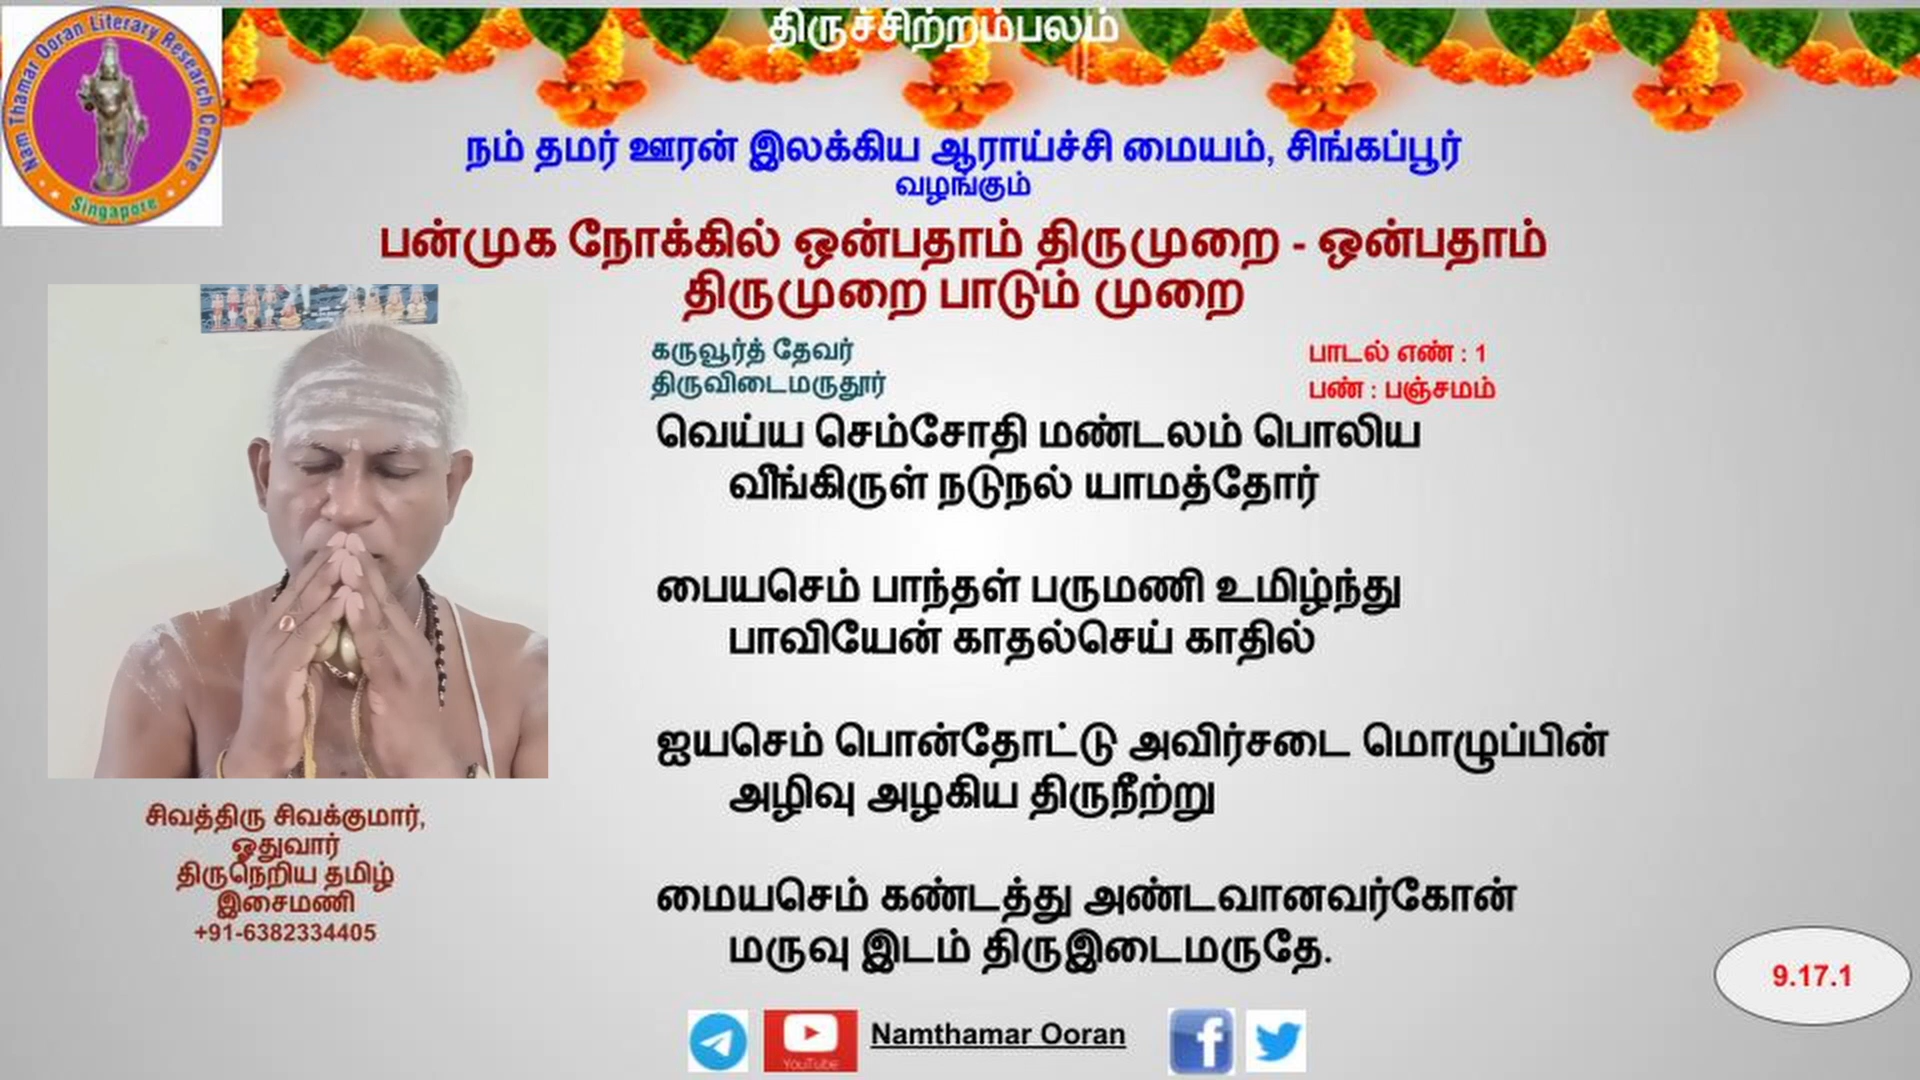 திருச்சிற்றம்பலம்
Nam Thamar Ooran Literary Research Centre
Singapore
நம் தமர் ஊரன் இலக்கிய ஆராய்ச்சி மையம், சிங்கப்பூர்
வழங்கும்
பன்முக நோக்கில் ஒன்பதாம் திருமுறை - ஒன்பதாம்
திருமுறை பாடும் முறை
கருவூர்த் தேவர்
திருவிடைமருதூர்
பாடல் எண் : 1
பண் : பஞ்சமம்
வெய்ய செம்சோதி மண்டலம் பொலிய
வீங்கிருள் நடுநல் யாமத்தோர்
பையசெம் பாந்தள் பருமணி உமிழ்ந்து
பாவியேன் காதல்செய் காதில்
ஐயசெம் பொன்தோட்டு அவிர்சடை மொழுப்பின்
அழிவு அழகிய திருநீற்று
மையசெம் கண்டத்து அண்டவானவர்கோன்
மருவு இடம் திருஇடைமருதே.
சிவத்திரு சிவக்குமார்,
ஓதுவார்
திருநெறிய தமிழ்
இசைமணி
+91-6382334405
9.17.1
YouTube
Namthamar Ooran